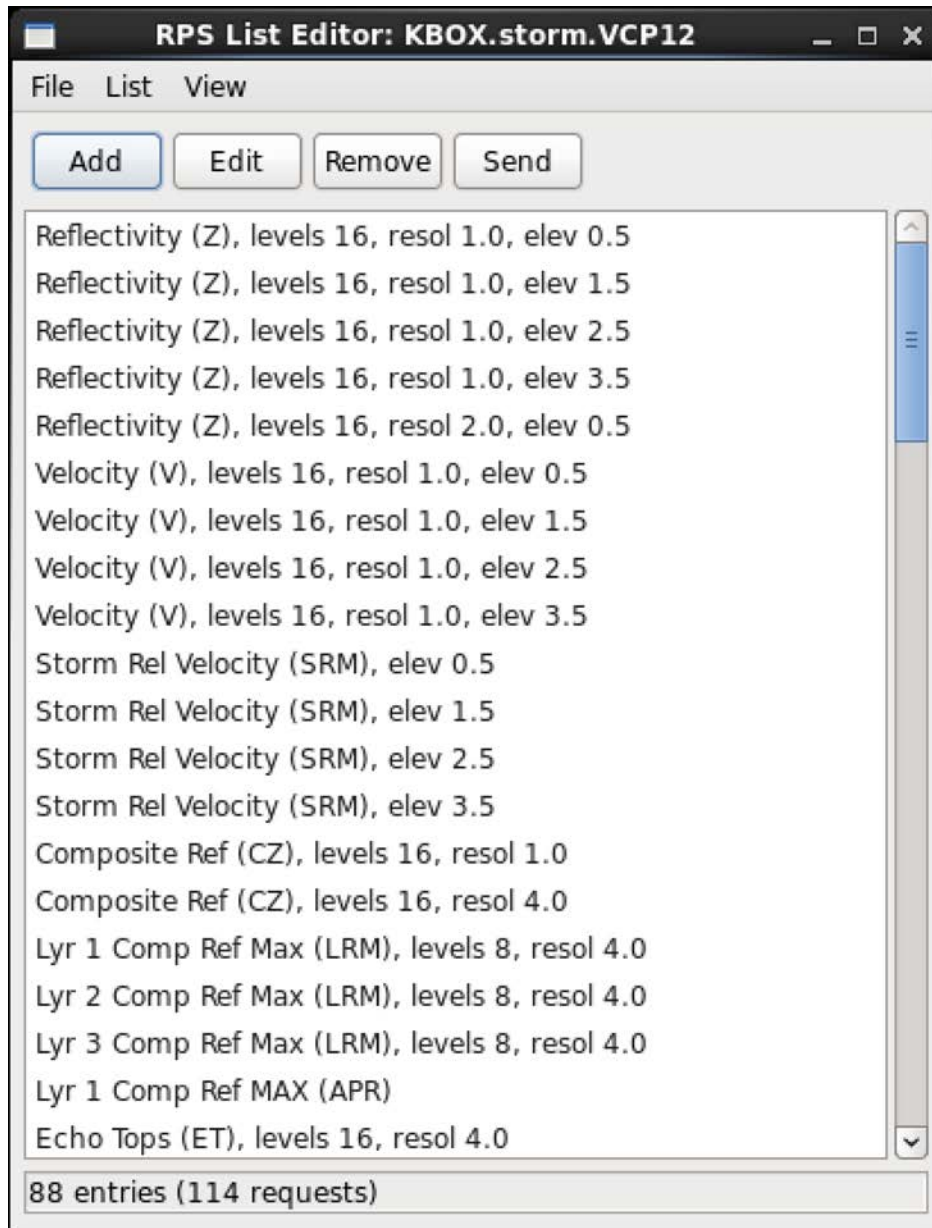 RPS List Editor: KBOX.storm.VCP12
File List View
Add Edit Remove Send
Reflectivity (Z), levels 16, resol 1.0, elev 0.5
Reflectivity (Z), levels 16, resol 1.0, elev 1.5
Reflectivity (Z), levels 16, resol 1.0, elev 2.5
Reflectivity (Z), levels 16, resol 1.0, elev 3.5
Reflectivity (Z), levels 16, resol 2.0, elev 0.5
Velocity (V), levels 16, resol 1.0, elev 0.5
Velocity (V), levels 16, resol 1.0, elev 1.5
Velocity (V), levels 16, resol 1.0, elev 2.5
Velocity (V), levels 16, resol 1.0, elev 3.5
Storm Rel Velocity (SRM), elev 0.5
Storm Rel Velocity (SRM), elev 1.5
Storm Rel Velocity (SRM), elev 2.5
Storm Rel Velocity (SRM), elev 3.5
Composite Ref (CZ), levels 16, resol 1.0
Composite Ref (CZ), levels 16, resol 4.0
Lyr 1 Comp Ref Max (LRM), levels 8, resol 4.0
Lyr 2 Comp Ref Max (LRM), levels 8, resol 4.0
Lyr 3 Comp Ref Max (LRM), levels 8, resol 4.0
Lyr 1 Comp Ref MAX (APR)
Echo Tops (ET), levels 16, resol 4.0
88 entries (114 requests)